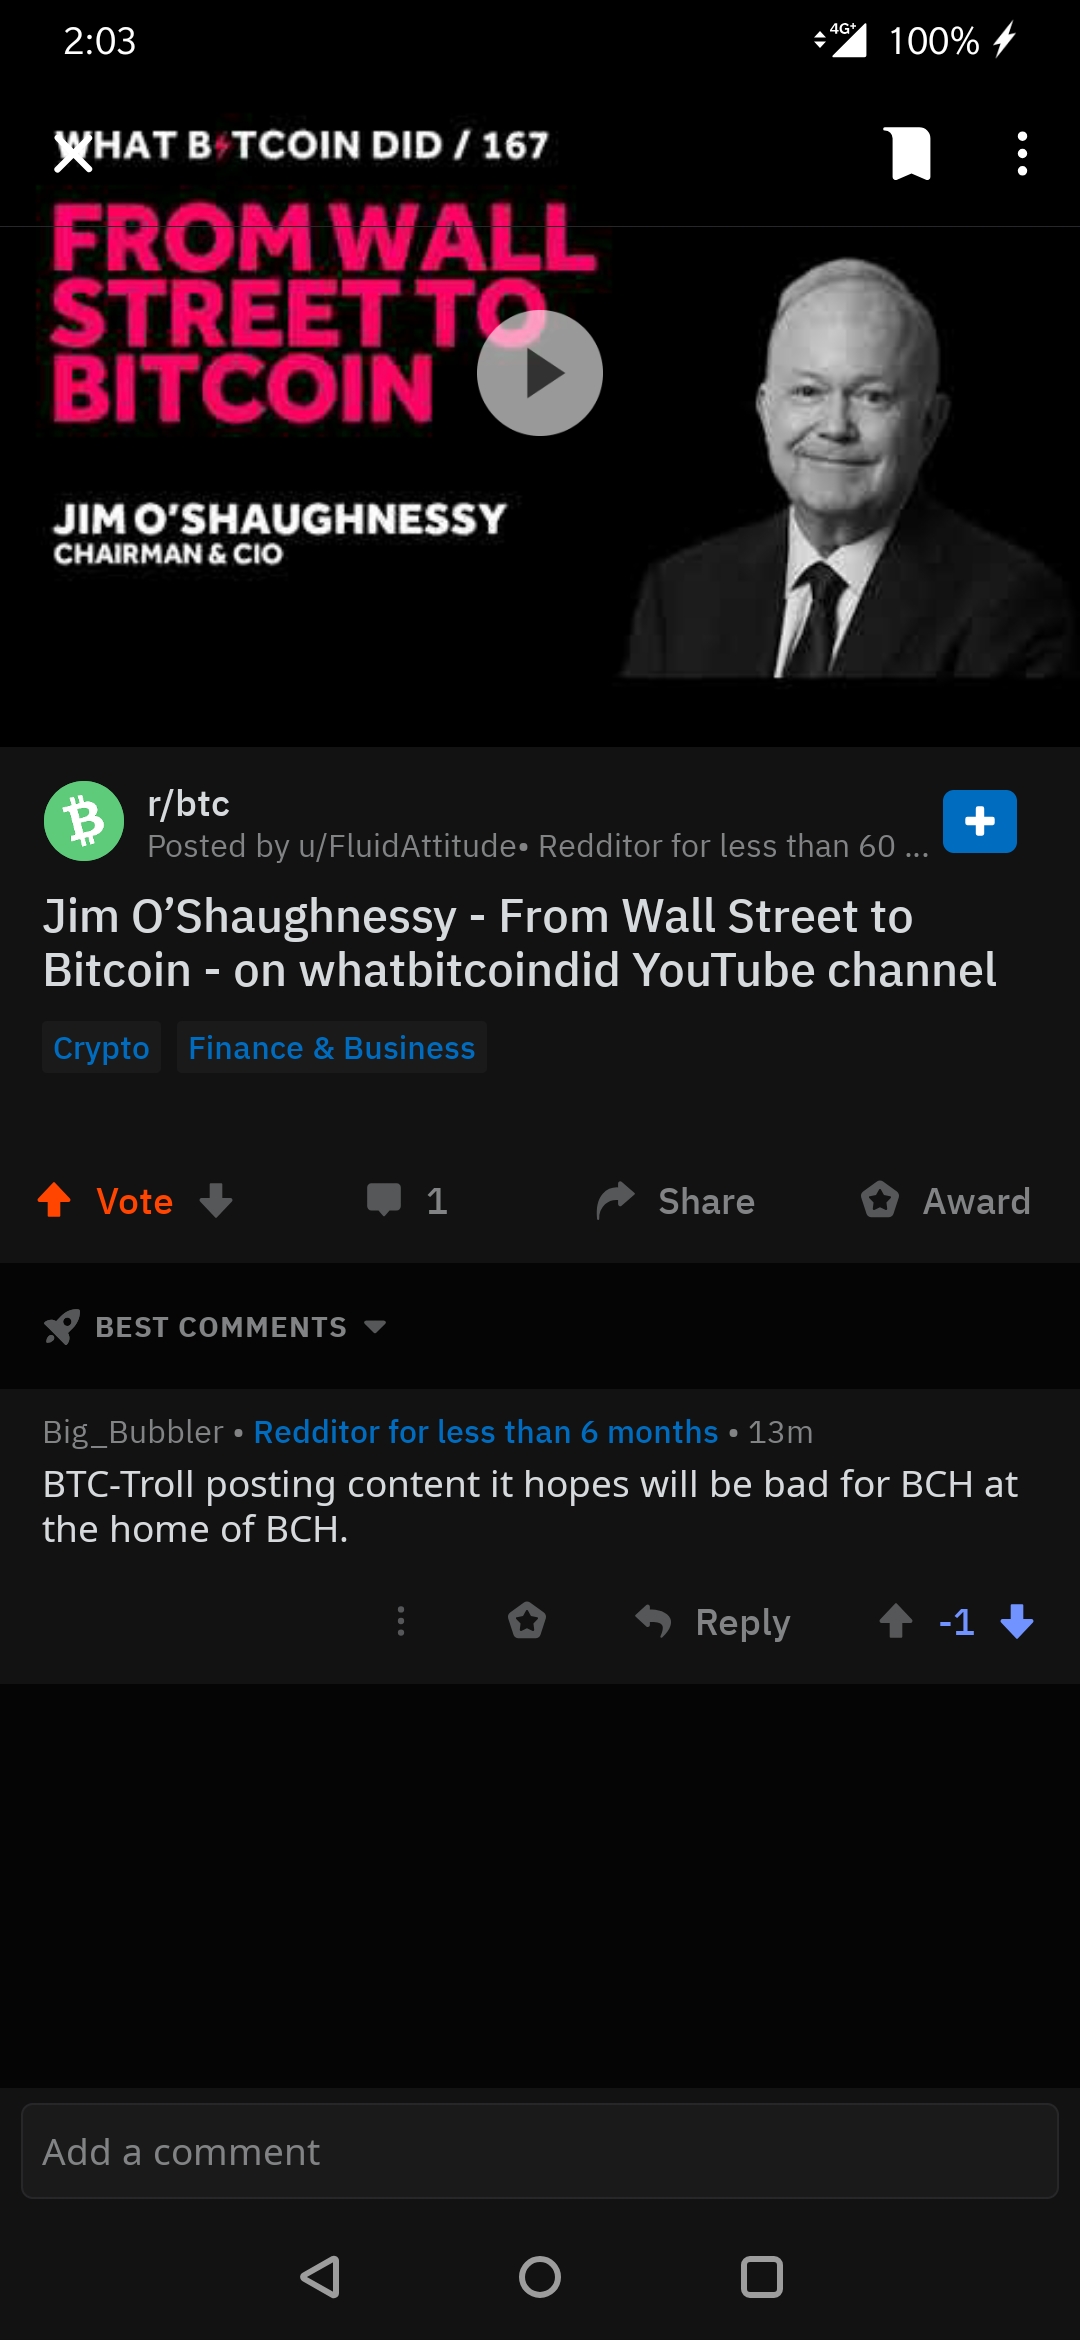 2:03
4G+
100%
WHAT B TCOIN DID / 167
FROM WALL
STREET TO
BITCOIN
JIM O'SHAUGHNESSY
CHAIRMAN & CIO
r/btc
Posted by u/FluidAttitude• Redditor for less than 60 ...
Jim O’Shaughnessy - From Wall Street to
Bitcoin - on whatbitcoindid YouTube channel
Crypto
Finance & Business
Vote
1
Share
Award
BEST COMMENTS
Big_Bubbler • Redditor for less than 6 months • 13m
BTC-Troll posting content it hopes will be bad for BCH at
the home of BCH.
Reply
-1
Add a comment